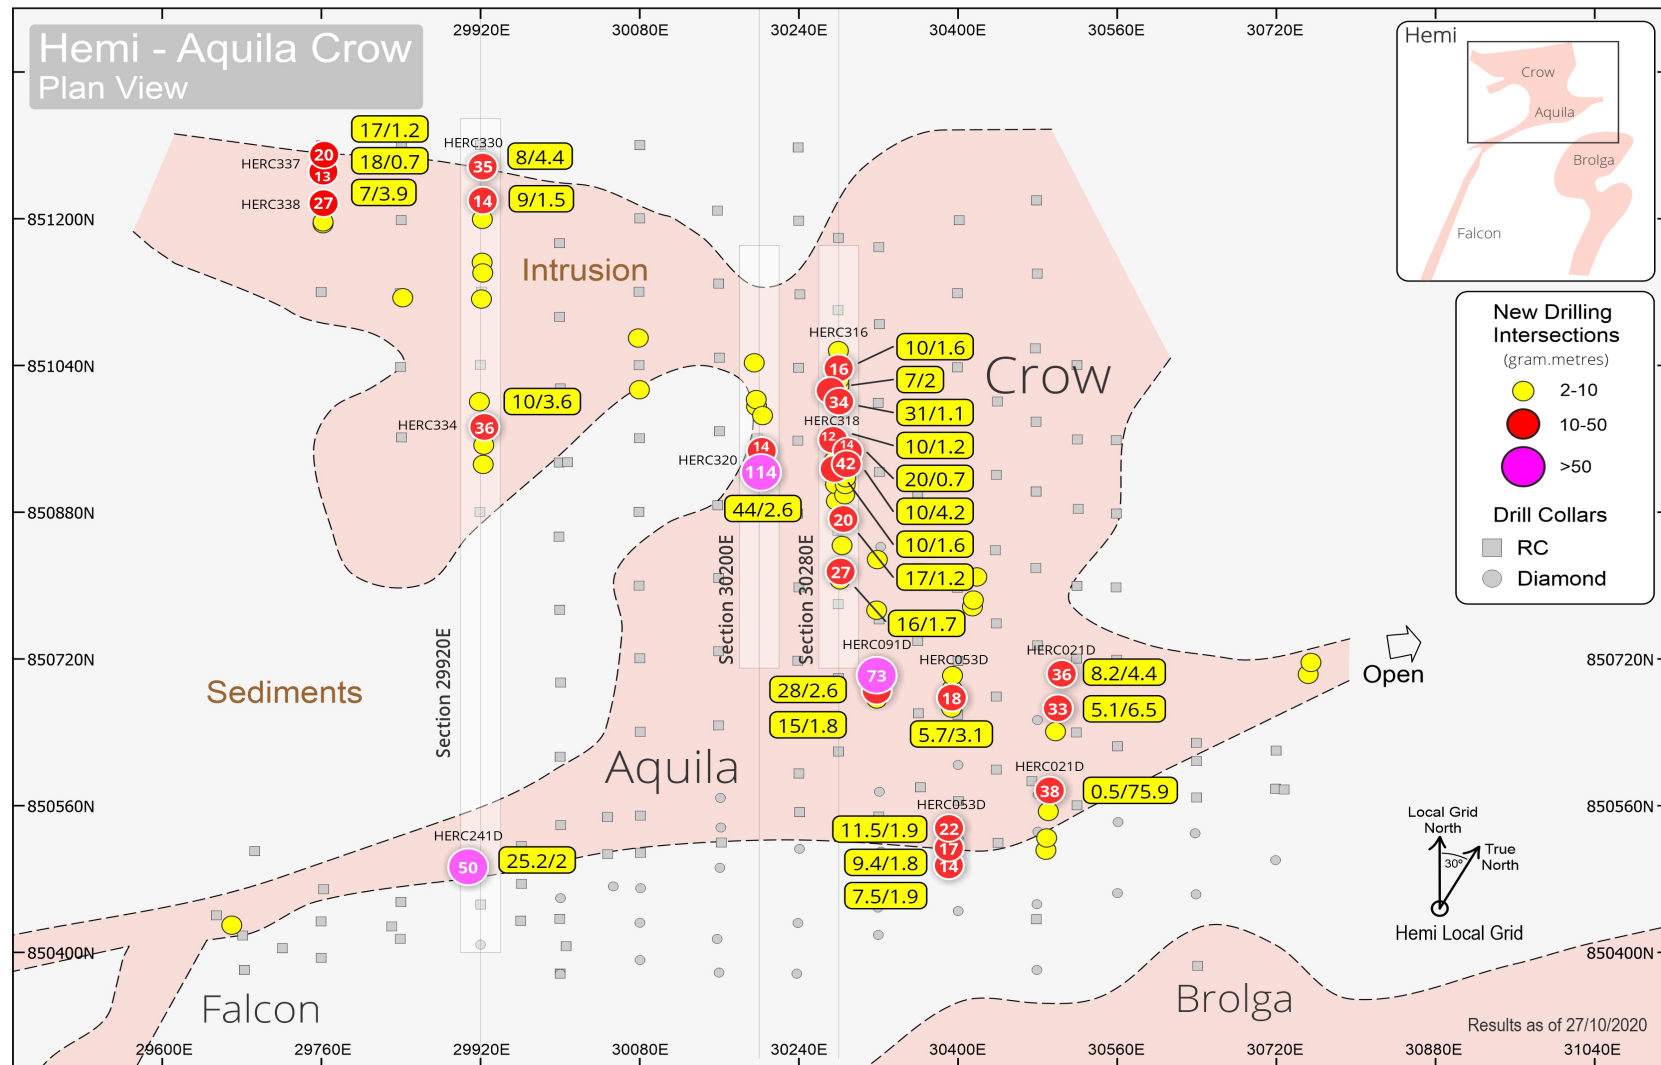 Hemi - Aquila Crow
Plan View
29920E
30080E
30240E
30400E
30560E
30720E
Hemi
Crow
Aquila
Brolga
Falcon
17/1.2
18/0.7
7/3.9
HERC337
20
13
HERC338
27
HERC330
35
8/4.4
14
9/1.5
851200N
Intrusion
New Drilling
Intersections
(gram.metres)
2-10
10-50
>50
Drill Collars
RC
Diamond
HERC316
16
10/1.6
7/2
34
31/1.1
Crow
851040N
10/3.6
HERC334
36
HERC318
12
14
42
10/1.2
20/0.7
10/4.2
10/1.6
17/1.2
16/1.7
HERC320
14
114
44/2.6
20
27
850880N
Section 29920E
Section 30200E
Section 30280E
850720N
850720N
Open
Sediments
HERC091D
73
28/2.6
15/1.8
HERC053D
18
5.7/3.1
HERC021D
36
8.2/4.4
33
5.1/6.5
Aquila
HERC021D
38
0.5/75.9
850560N
850560N
HERC053D
22
17
14
11.5/1.9
9.4/1.8
7.5/1.9
HERC241D
50
25.2/2
Local Grid
North
True
North
30°
Hemi Local Grid
850400N
850400N
Falcon
Brolga
Results as of 27/10/2020
29600E
29760E
29920E
30080E
30240E
30400E
30560E
30720E
30880E
31040E